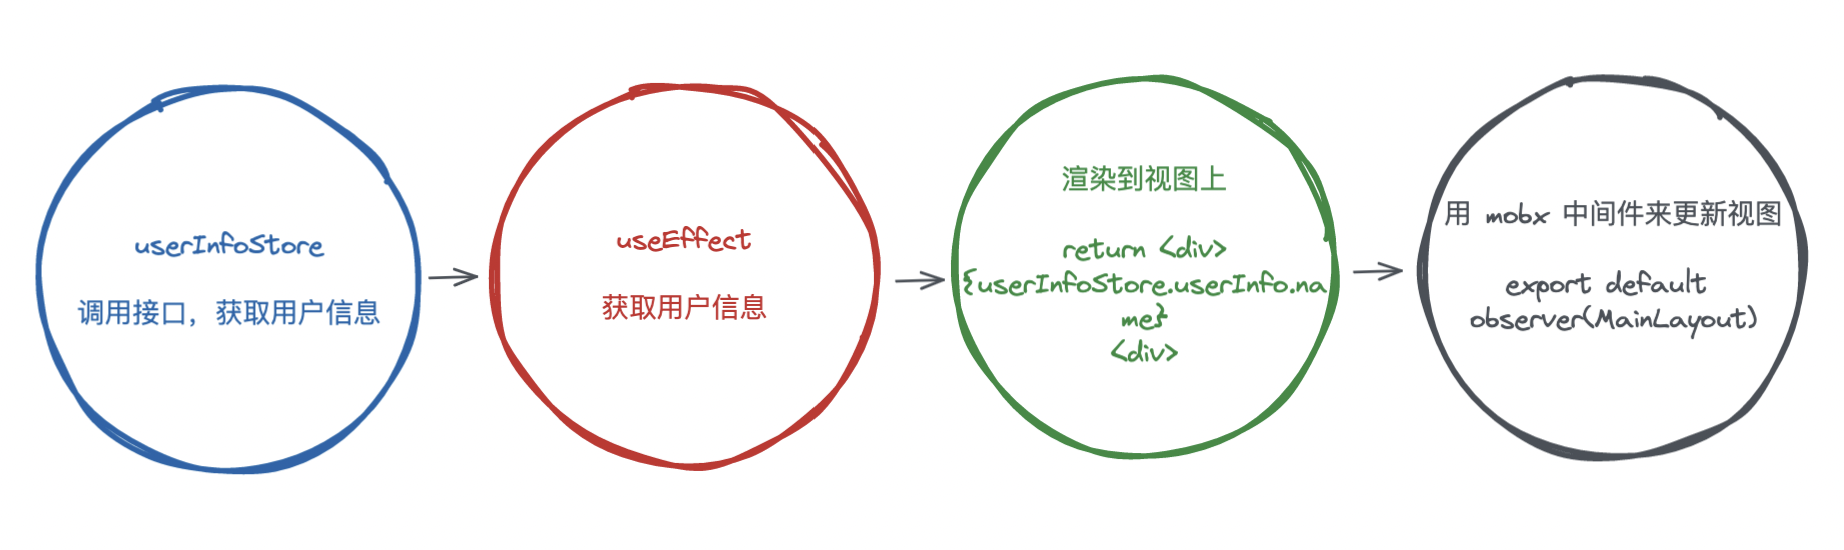 userInfoStore
调用接口，获取用户信息
useEffect
获取用户信息
渲染到视图上
return <div>
{userInfoStore.userInfo.na
me}
<div>
用 mobx 中间件来更新视图
export default
observer(MainLayout)